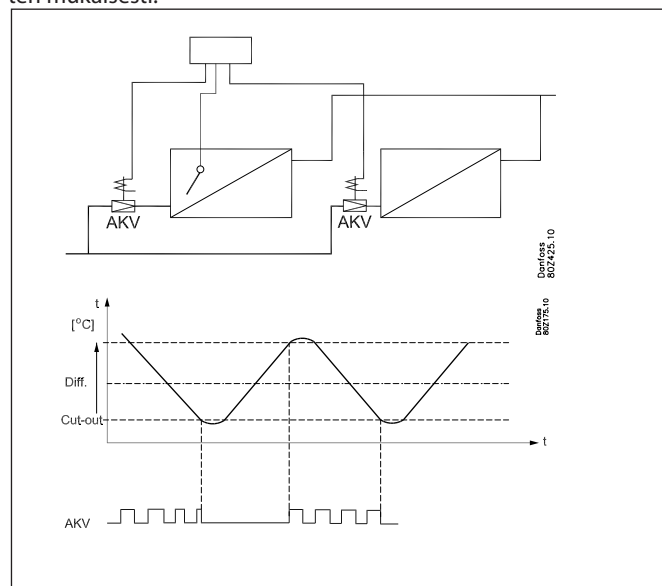 ten mukaisesti.
AKV
AKV
Danfoss
80Z425.10
Danfoss
80Z175.10
t
[°C]
Diff.
Cut-out
t
AKV